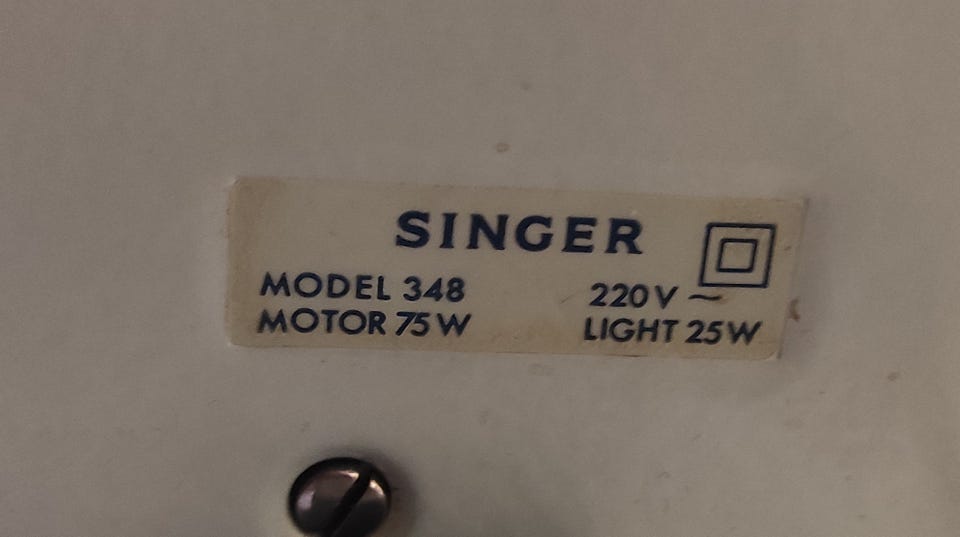 SINGER
MODEL 348 220V ~
MOTOR 75W LIGHT 25W